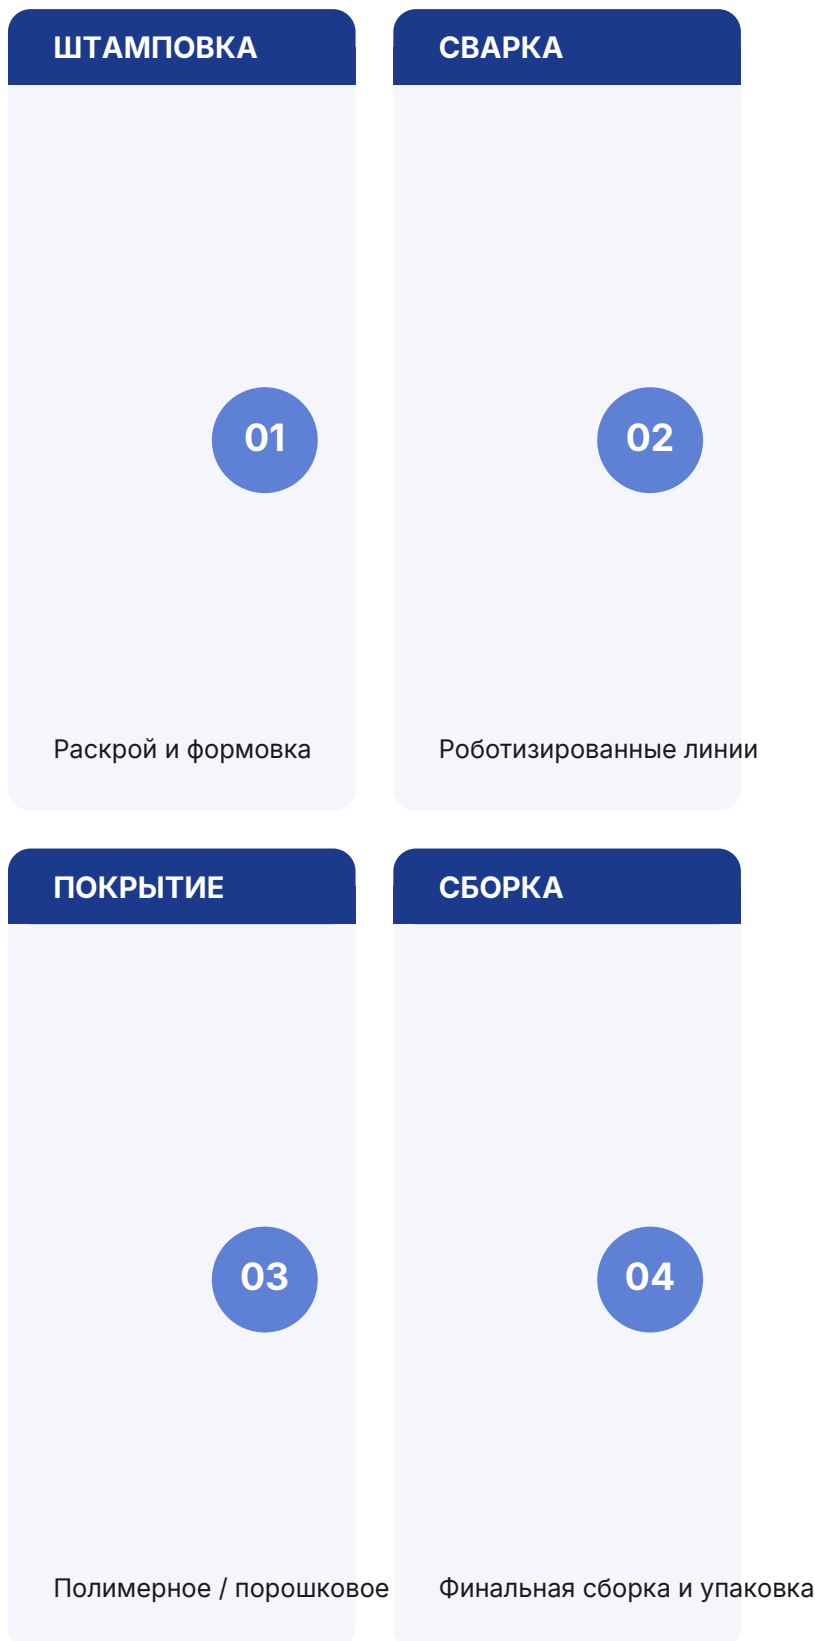 ШТАМПОВКА
01
Раскрой и формовка
СВАРКА
02
Роботизированные линии
ПОКРЫТИЕ
03
Полимерное / порошковое
СБОРКА
04
Финальная сборка и упаковка